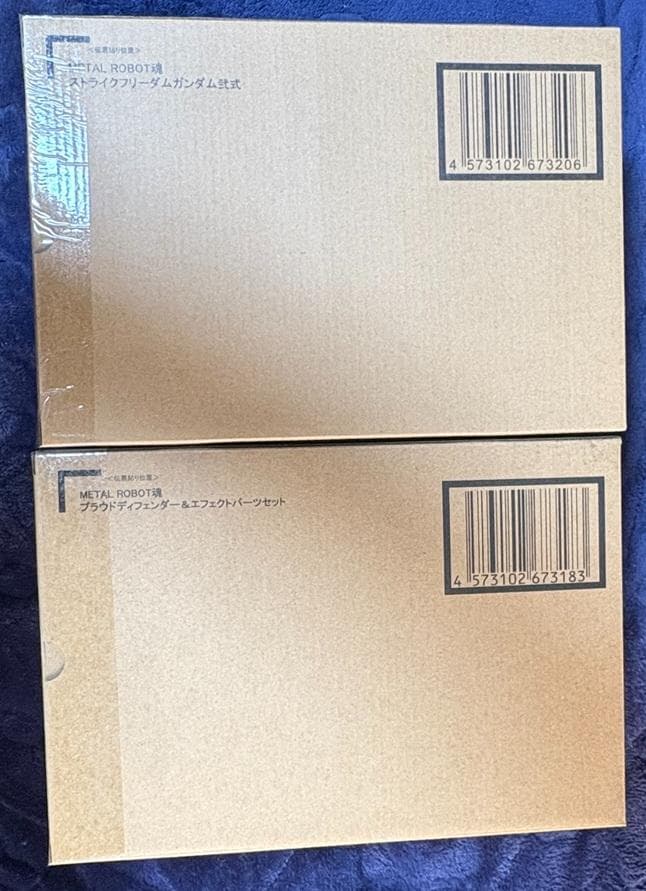 <伝票貼り位置>
METAL ROBOT魂
ストライクフリーダムガンダム弐式
4 573102 673206
<伝票貼り位置>
METAL ROBOT魂
プラウドディフェンダー&エフェクトパーツセット
4 573102 673183